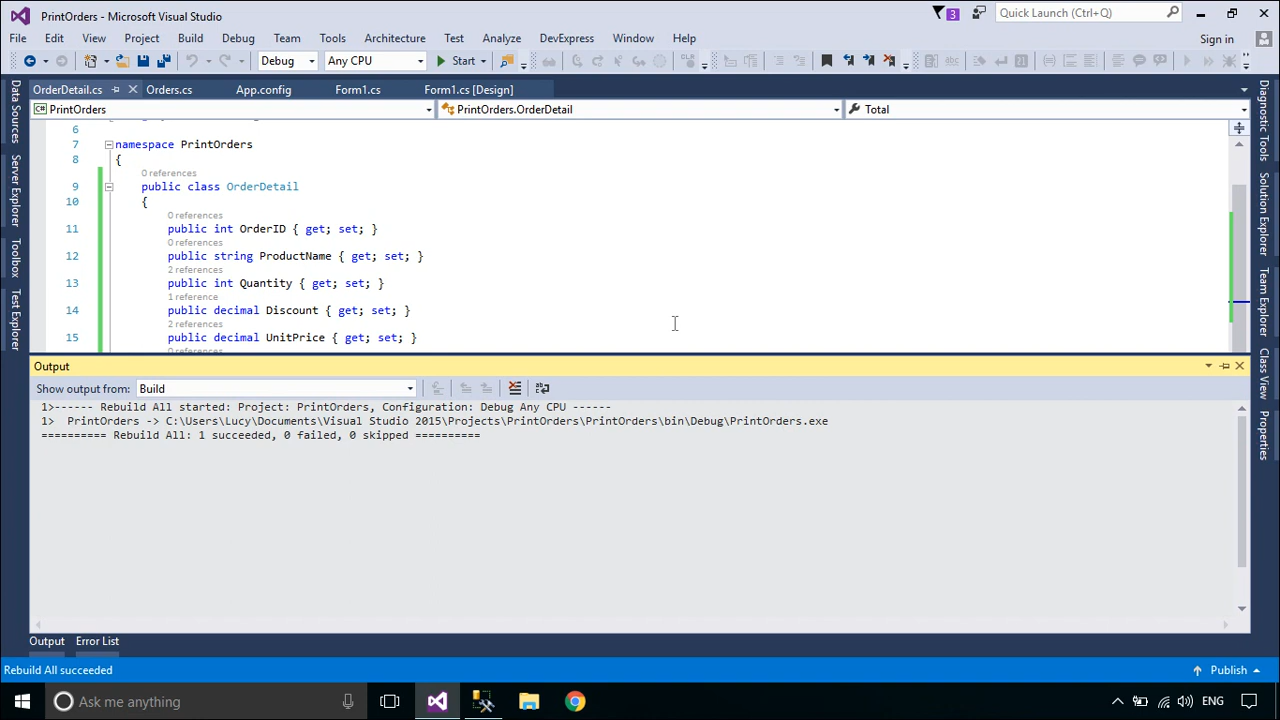 PrintOrders - Microsoft Visual Studio
3
Quick Launch (Ctrl+Q)
File Edit View Project Build Debug Team Tools Architecture Test Analyze DevExpress Window Help
Sign in
Debug Any CPU Start
OrderDetail.cs Orders.cs App.config Form1.cs Form1.cs [Design]
PrintOrders PrintOrders.OrderDetail Total
Data Sources
Server Explorer
Toolbox
Test Explorer
6
7 namespace PrintOrders
8 {
0 references
9 public class OrderDetail
10 {
0 references
11 public int OrderID { get; set; }
0 references
12 public string ProductName { get; set; }
2 references
13 public int Quantity { get; set; }
1 reference
14 public decimal Discount { get; set; }
2 references
15 public decimal UnitPrice { get; set; }
0 references
Diagnostic Tools
Solution Explorer
Team Explorer
Class View
Properties
Output
Show output from: Build
1>------ Rebuild All started: Project: PrintOrders, Configuration: Debug Any CPU ------
1>  PrintOrders -> C:\Users\Lucy\Documents\Visual Studio 2015\Projects\PrintOrders\PrintOrders\bin\Debug\PrintOrders.exe
========== Rebuild All: 1 succeeded, 0 failed, 0 skipped ==========
Output Error List
Rebuild All succeeded
Publish
Ask me anything
ENG